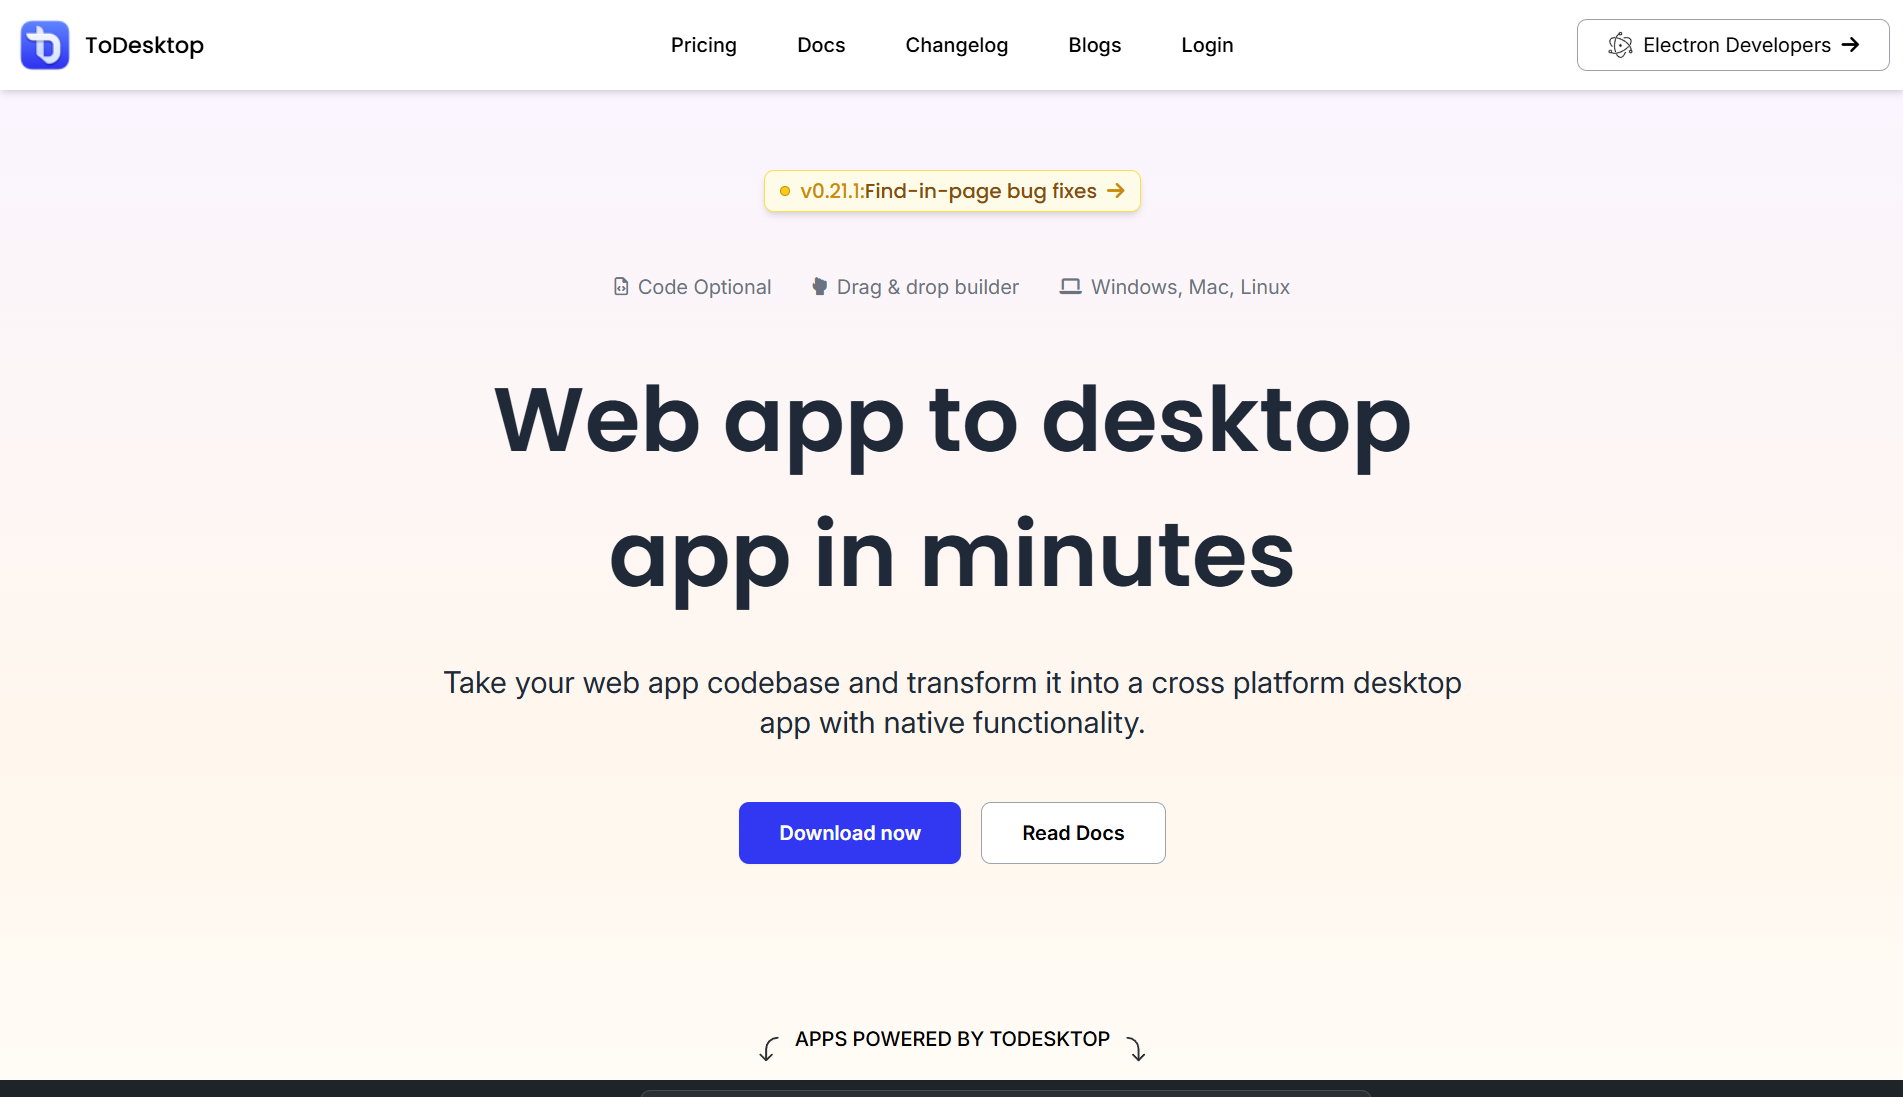 ToDesktop
Pricing
Docs
Changelog
Blogs
Login
Electron Developers
v0.21.1:Find-in-page bug fixes
Code Optional
Drag & drop builder
Windows, Mac, Linux
Web app to desktop
app in minutes
Take your web app codebase and transform it into a cross platform desktop
app with native functionality.
Download now
Read Docs
APPS POWERED BY TODESKTOP